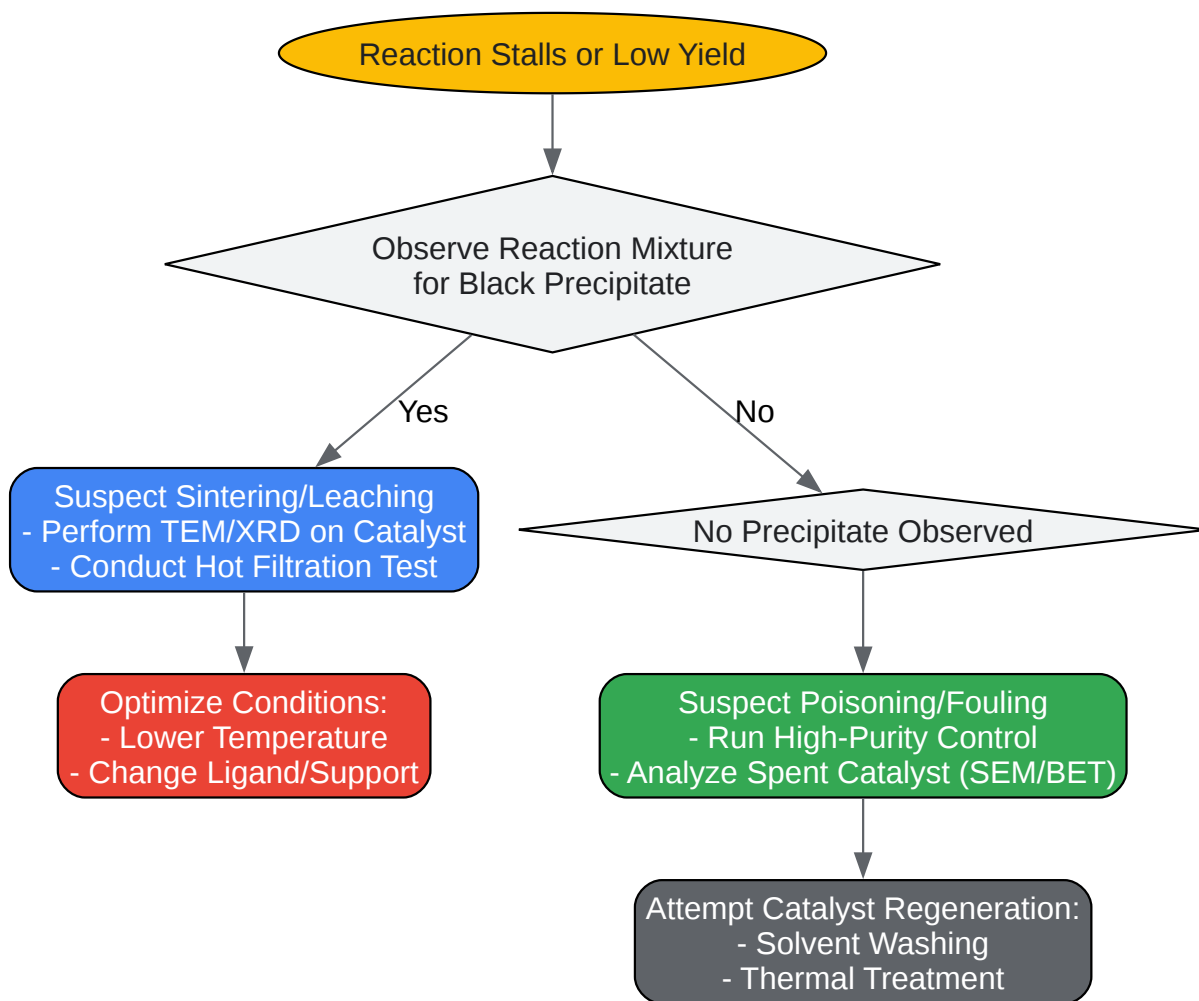 Reaction Stalls or Low Yield
Observe Reaction Mixture
for Black Precipitate
Yes
No
Suspect Sintering/Leaching
- Perform TEM/XRD on Catalyst
- Conduct Hot Filtration Test
No Precipitate Observed
Optimize Conditions:
- Lower Temperature
- Change Ligand/Support
Suspect Poisoning/Fouling
- Run High-Purity Control
- Analyze Spent Catalyst (SEM/BET)
Attempt Catalyst Regeneration:
- Solvent Washing
- Thermal Treatment